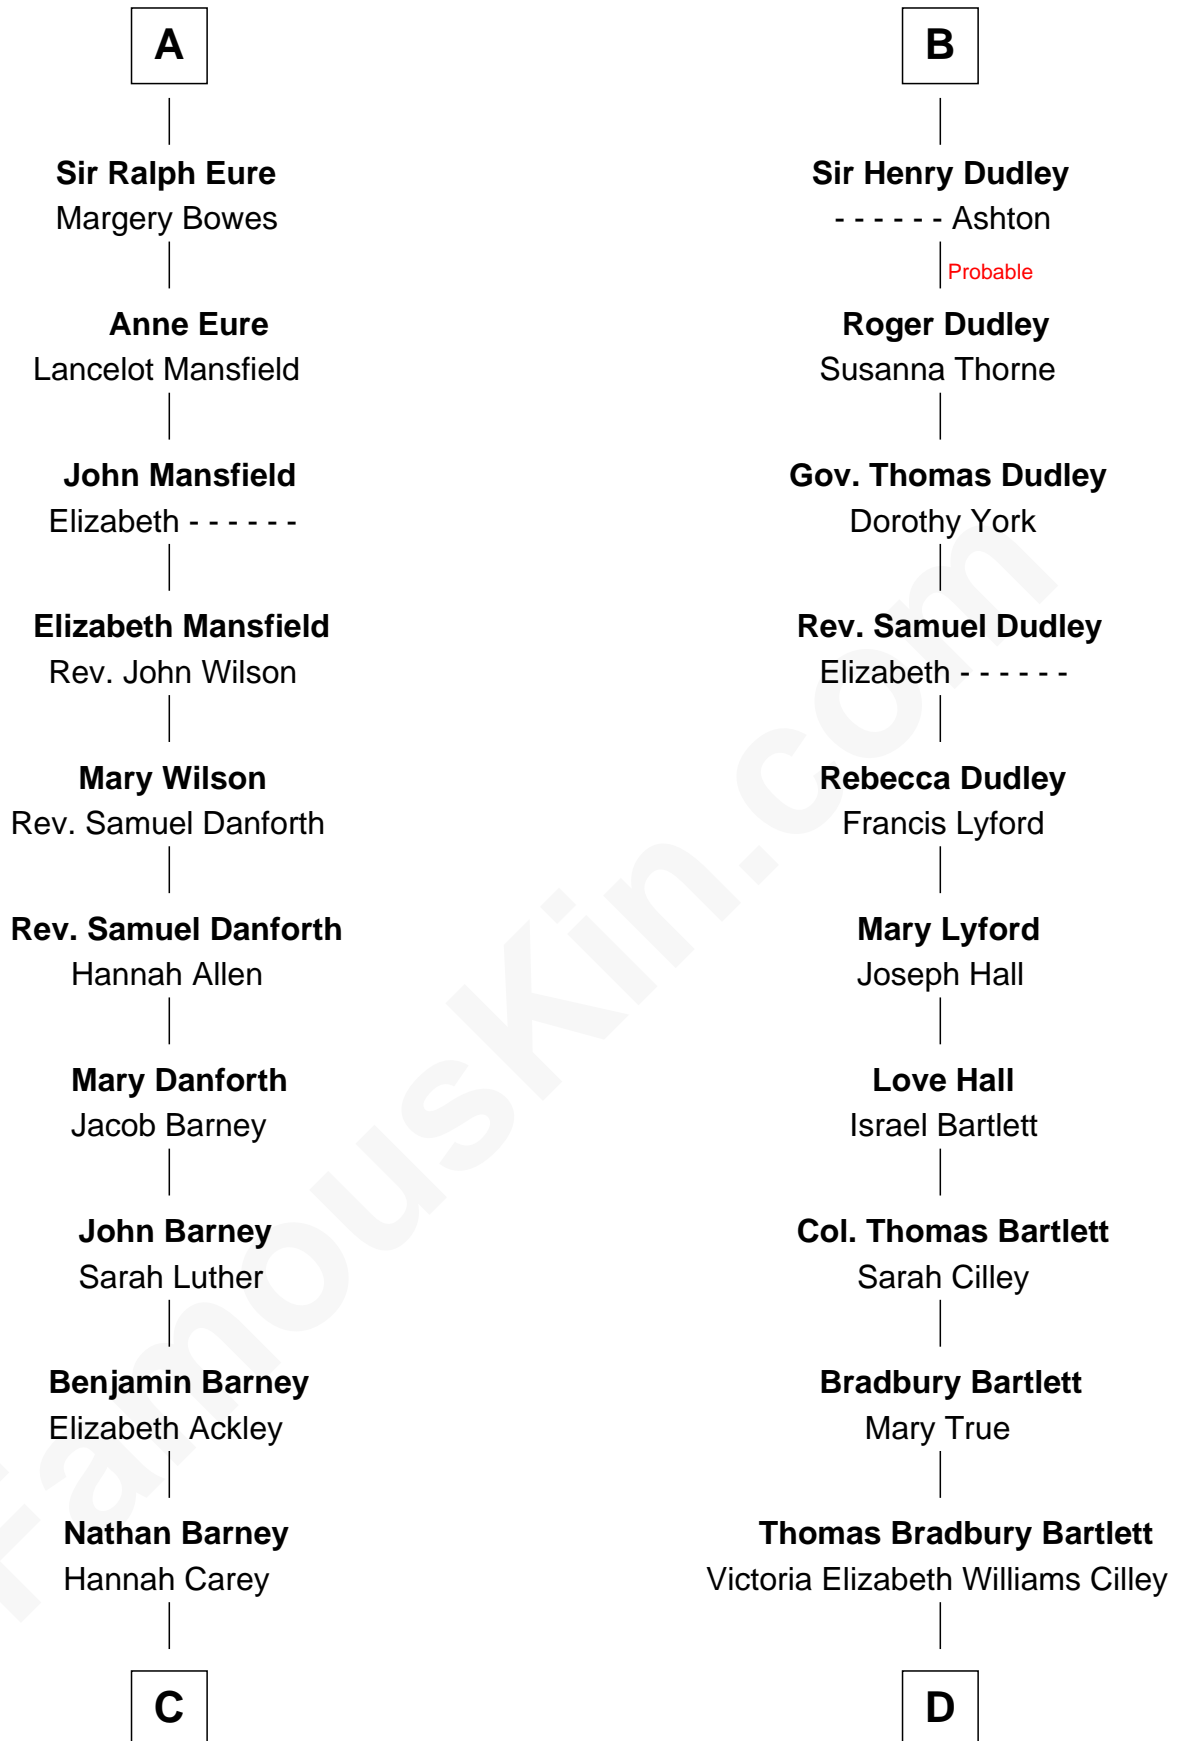 A
Sir Ralph Eure
Margery Bowes
Anne Eure
Lancelot Mansfield
John Mansfield
Elizabeth - - - - - -
Elizabeth Mansfield
Rev. John Wilson
Mary Wilson
Rev. Samuel Danforth
Rev. Samuel Danforth
Hannah Allen
Mary Danforth
Jacob Barney
John Barney
Sarah Luther
Benjamin Barney
Elizabeth Ackley
Nathan Barney
Hannah Carey
C
B
Sir Henry Dudley
- - - - - - Ashton
Probable
Roger Dudley
Susanna Thorne
Gov. Thomas Dudley
Dorothy York
Rev. Samuel Dudley
Elizabeth - - - - - -
Rebecca Dudley
Francis Lyford
Mary Lyford
Joseph Hall
Love Hall
Israel Bartlett
Col. Thomas Bartlett
Sarah Cilley
Bradbury Bartlett
Mary True
Thomas Bradbury Bartlett
Victoria Elizabeth Williams Cilley
D
FamousKin.com